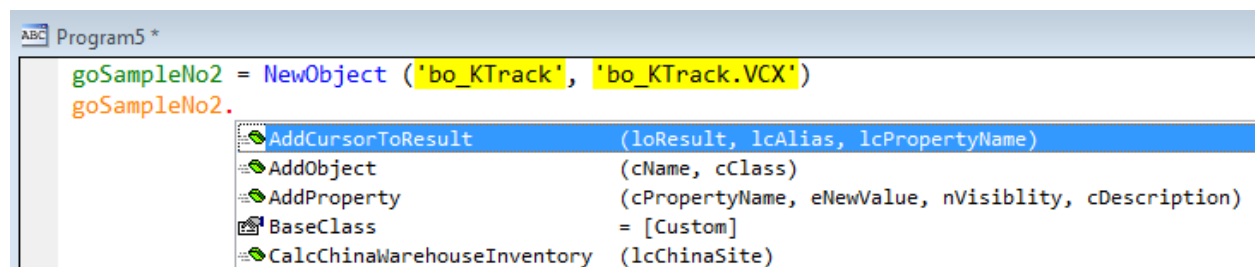 ABC Program5 *
goSampleNo2 = NewObject ('bo_KTrack', 'bo_KTrack.VCX')
goSampleNo2.
AddCursorToResult (loResult, lcAlias, lcPropertyName)
AddObject (cName, cClass)
AddProperty (cPropertyName, eNewValue, nVisiblity, cDescription)
BaseClass = [Custom]
CalcChinaWarehouseInventory (lcChinaSite)